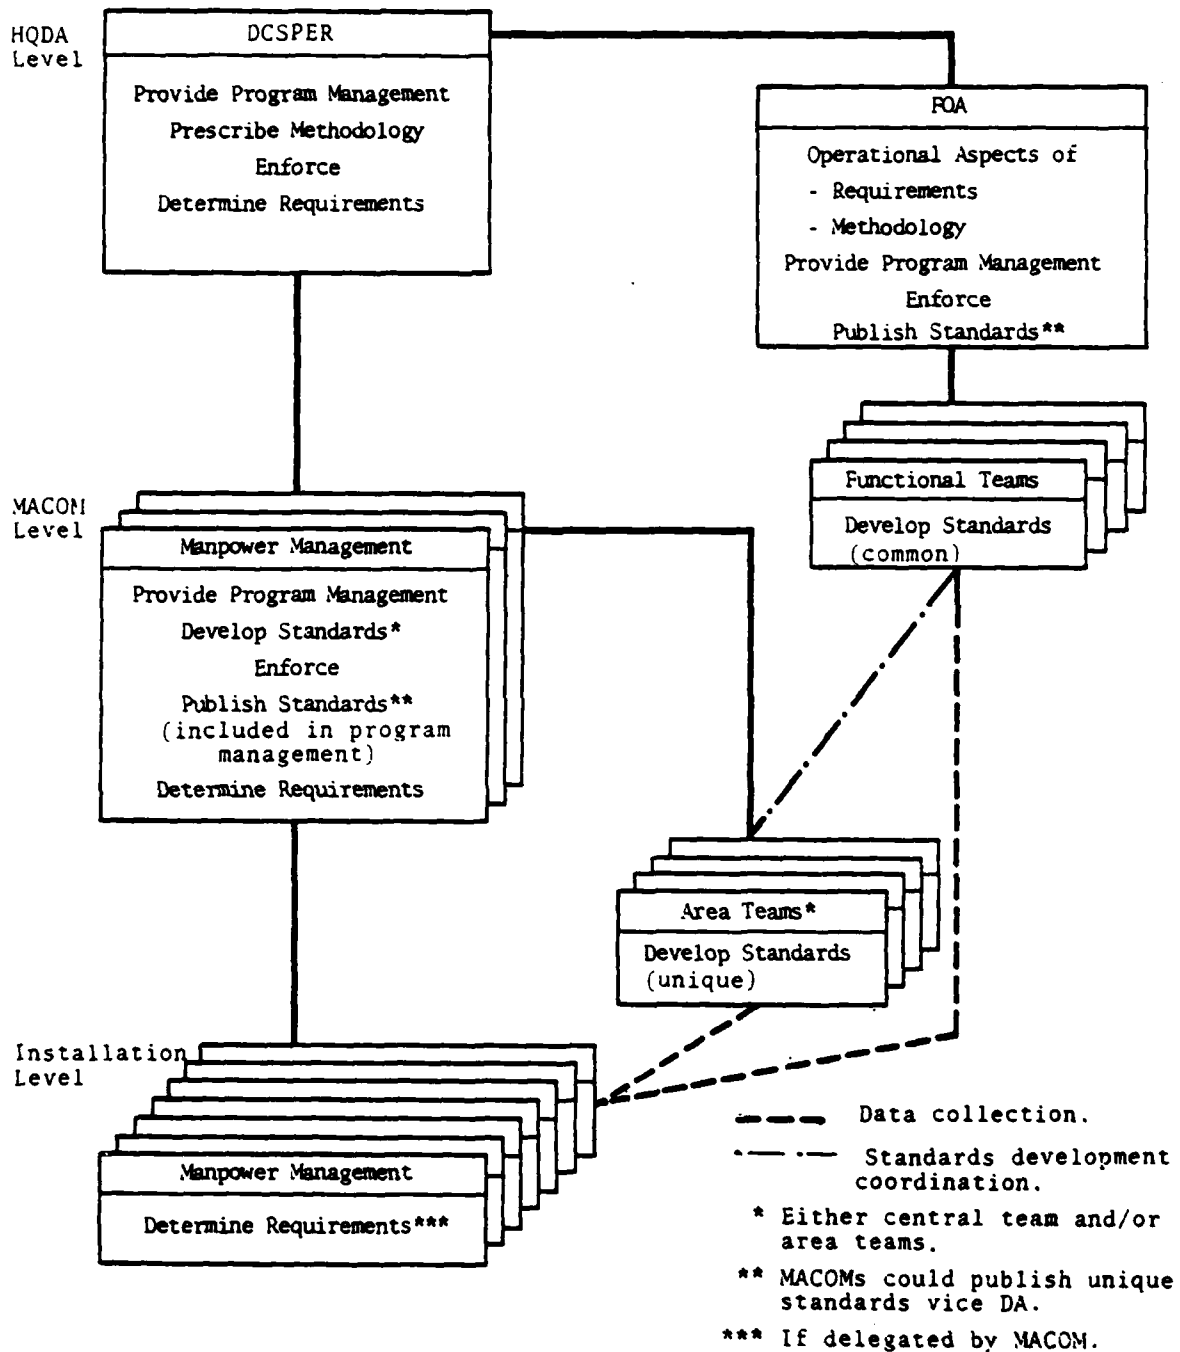 HQDA
Level
DCSPER
Provide Program Management
Prescribe Methodology
Enforce
Determine Requirements
FOA
Operational Aspects of
- Requirements
- Methodology
Provide Program Management
Enforce
Publish Standards**
Functional Teams
Develop Standards
(common)
MACOM
Level
Manpower Management
Provide Program Management
Develop Standards*
Enforce
Publish Standards**
(included in program
management)
Determine Requirements
Area Teams*
Develop Standards
(unique)
Installation
Level
Manpower Management
Determine Requirements***
Data collection.
Standards development
coordination.
* Either central team and/or
area teams.
** MACOMs could publish unique
standards vice DA.
*** If delegated by MACOM.